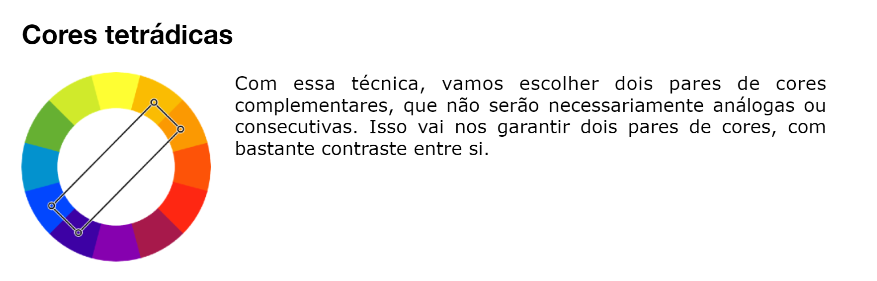 Cores tetrádicas
Com essa técnica, vamos escolher dois pares de cores
complementares, que não serão necessariamente análogas ou
consecutivas. Isso vai nos garantir dois pares de cores, com
bastante contraste entre si.